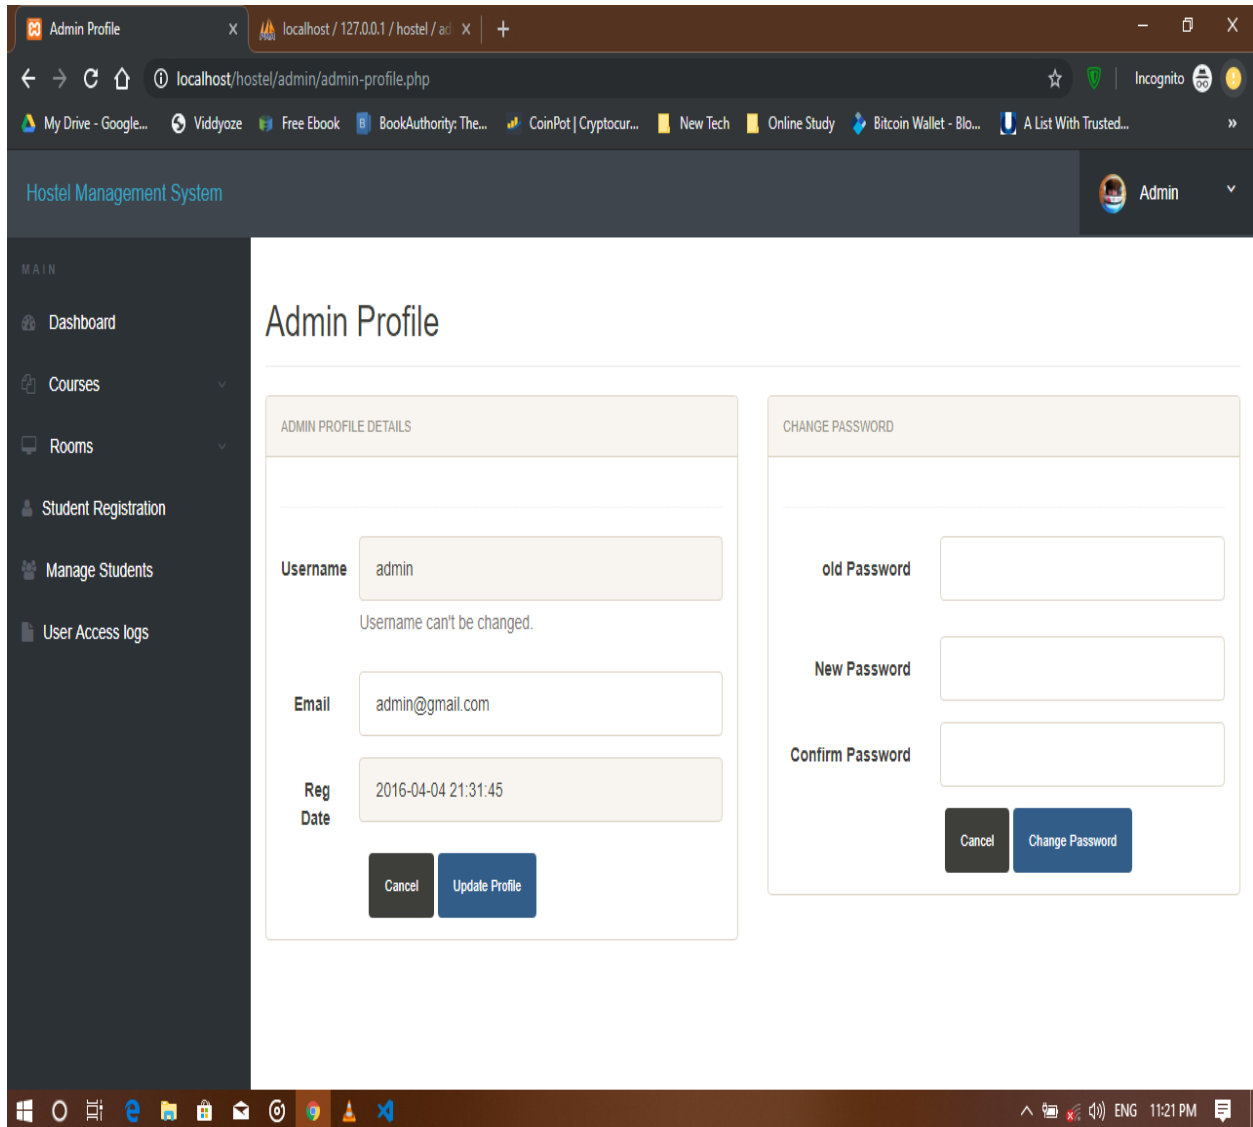 Admin Profile
localhost / 127.0.0.1 / hostel / ad
localhost/hostel/admin/admin-profile.php
Incognito
My Drive - Google...
Viddyoze
Free Ebook
BookAuthority: The...
CoinPot | Cryptocur...
New Tech
Online Study
Bitcoin Wallet - Blo...
A List With Trusted...
»
Hostel Management System
Admin
MAIN
Dashboard
Courses
Rooms
Student Registration
Manage Students
User Access logs
Admin Profile
ADMIN PROFILE DETAILS
Username
admin
Username can't be changed.
Email
admin@gmail.com
Reg
Date
2016-04-04 21:31:45
Cancel
Update Profile
CHANGE PASSWORD
old Password
New Password
Confirm Password
Cancel
Change Password
ENG
11:21 PM